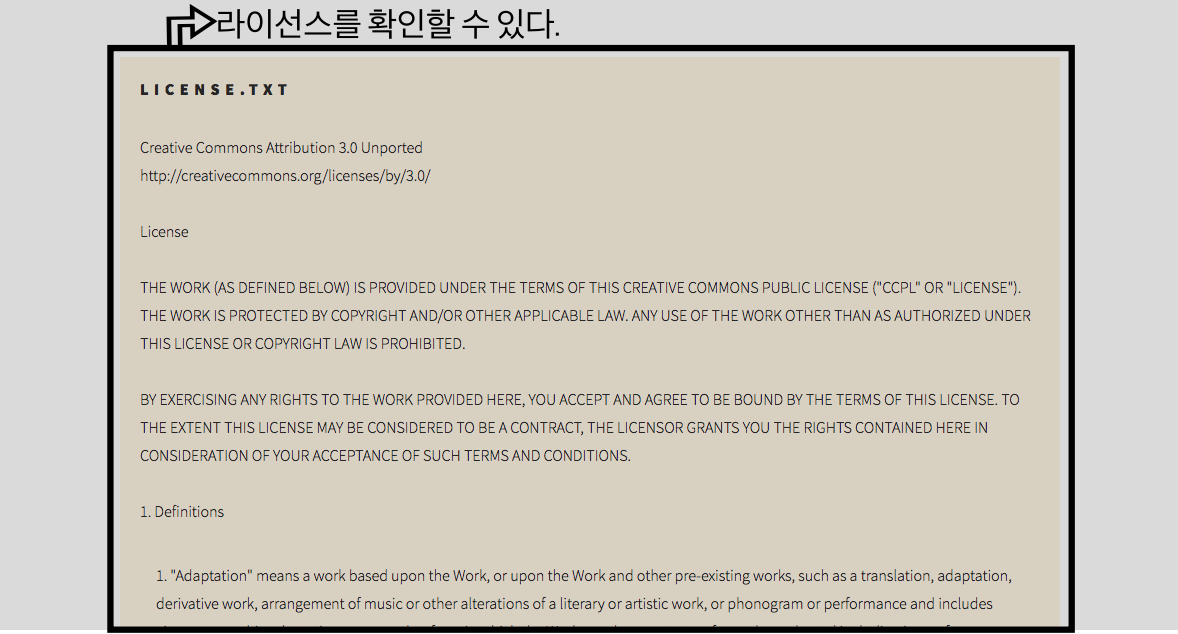 라이선스를 확인할 수 있다.
LICENSE.TXT
Creative Commons Attribution 3.0 Unported
http://creativecommons.org/licenses/by/3.0/
License
THE WORK (AS DEFINED BELOW) IS PROVIDED UNDER THE TERMS OF THIS CREATIVE COMMONS PUBLIC LICENSE ("CCPL" OR "LICENSE").
THE WORK IS PROTECTED BY COPYRIGHT AND/OR OTHER APPLICABLE LAW. ANY USE OF THE WORK OTHER THAN AS AUTHORIZED UNDER
THIS LICENSE OR COPYRIGHT LAW IS PROHIBITED.
BY EXERCISING ANY RIGHTS TO THE WORK PROVIDED HERE, YOU ACCEPT AND AGREE TO BE BOUND BY THE TERMS OF THIS LICENSE. TO
THE EXTENT THIS LICENSE MAY BE CONSIDERED TO BE A CONTRACT, THE LICENSOR GRANTS YOU THE RIGHTS CONTAINED HERE IN
CONSIDERATION OF YOUR ACCEPTANCE OF SUCH TERMS AND CONDITIONS.
1. Definitions
1. "Adaptation" means a work based upon the Work, or upon the Work and other pre-existing works, such as a translation, adaptation,
derivative work, arrangement of music or other alterations of a literary or artistic work, or phonogram or performance and includes